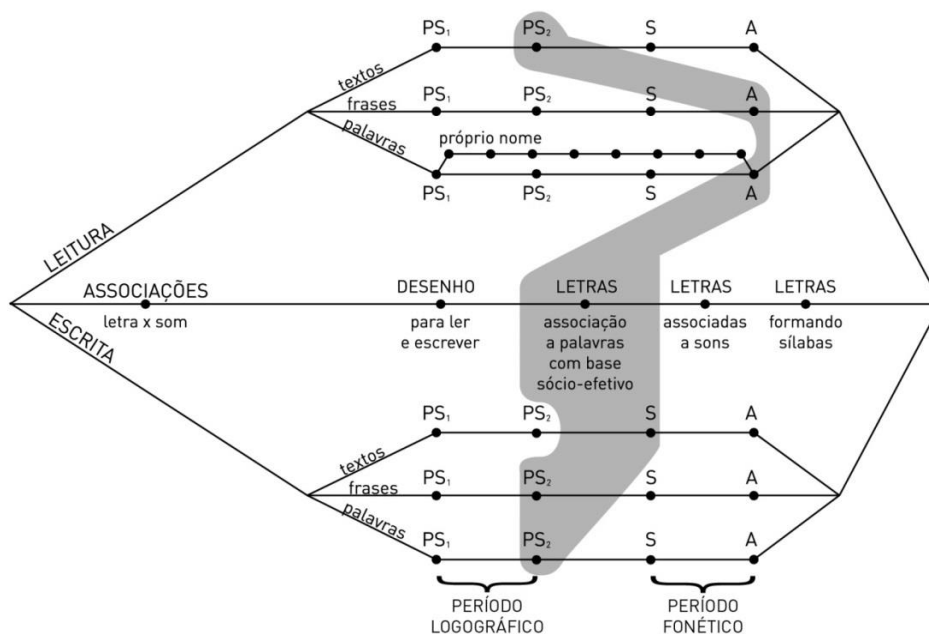 PS₁ PS₂ S A
textos
PS₁ PS₂ S A
frases
palavras
próprio nome
PS₁ PS₂ S A
LEITURA
ASSOCIAÇÕES
letra x som
DESENHO
para ler
e escrever
LETRAS
associação
a palavras
com base
sócio-efetivo
LETRAS
associadas
a sons
LETRAS
formando
sílabas
ESCRITA
PS₁ PS₂ S A
textos
PS₁ PS₂ S A
frases
palavras
PS₁ PS₂ S A
PERÍODO
LOGOGRÁFICO
PERÍODO
FONÉTICO